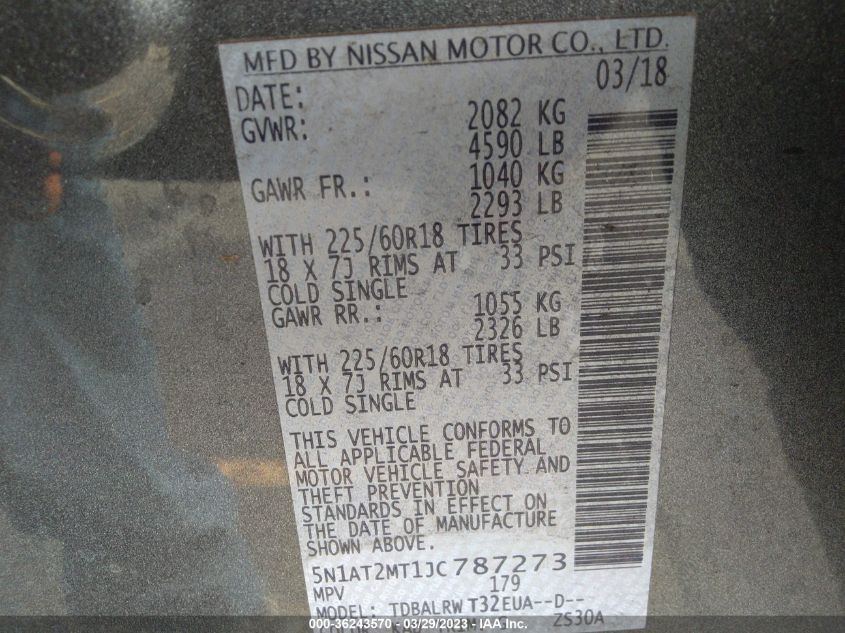 MFD BY NISSAN MOTOR CO., LTD.
DATE: 03/18
GVWR: 2082 KG
4590 LB
GAWR FR.: 1040 KG
2293 LB
WITH 225/60R18 TIRES
18 X 7J RIMS AT 33 PSI
COLD SINGLE
GAWR RR.: 1055 KG
2326 LB
WITH 225/60R18 TIRES
18 X 7J RIMS AT 33 PSI
COLD SINGLE
THIS VEHICLE CONFORMS TO
ALL APPLICABLE FEDERAL
MOTOR VEHICLE SAFETY AND
THEFT PREVENTION
STANDARDS IN EFFECT ON
THE DATE OF MANUFACTURE
SHOWN ABOVE.
5N1AT2MT1JC787273
MPV 179
MODEL: TDBALRW T32EUA--D--
ZS30A
000-36243570 - 03/29/2023 - IAA Inc.